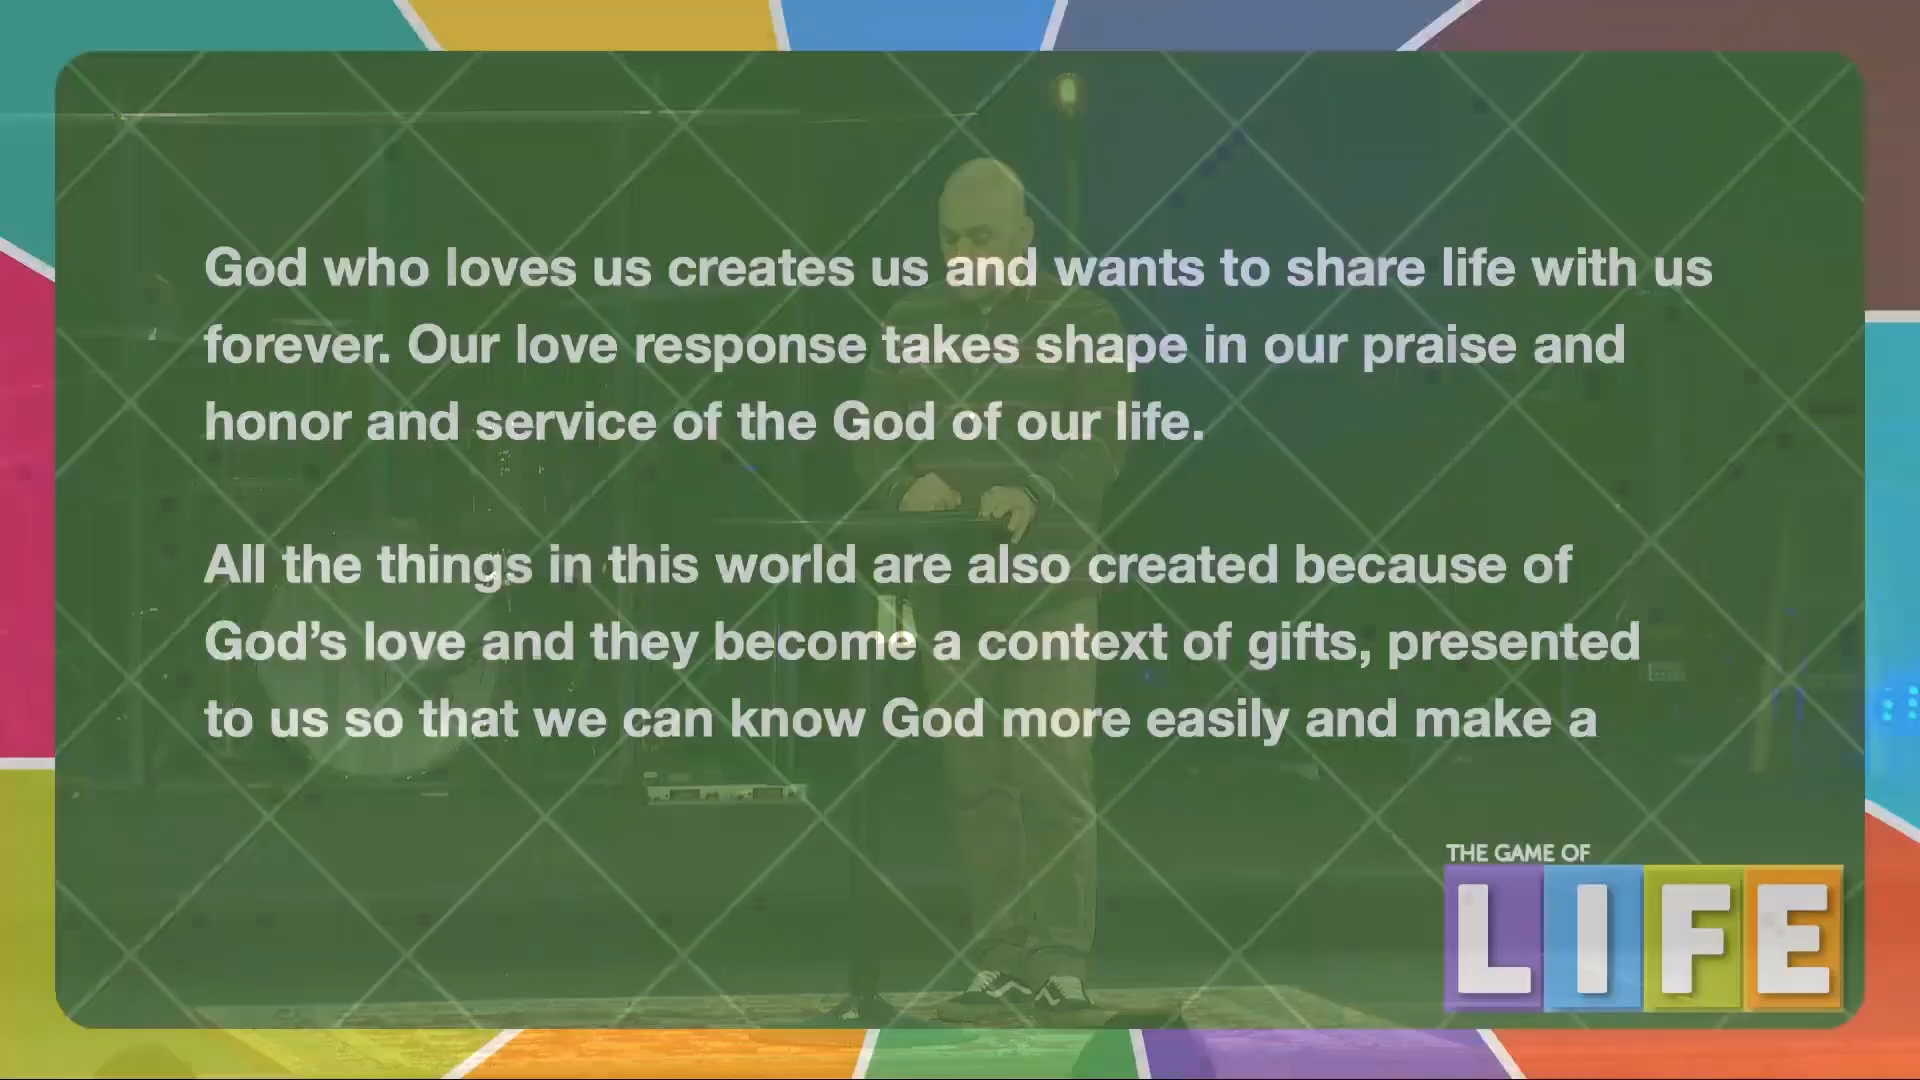 God who loves us creates us and wants to share life with us
forever. Our love response takes shape in our praise and
honor and service of the God of our life.
All the things in this world are also created because of
God’s love and they become a context of gifts, presented
to us so that we can know God more easily and make a
THE GAME OF
LIFE